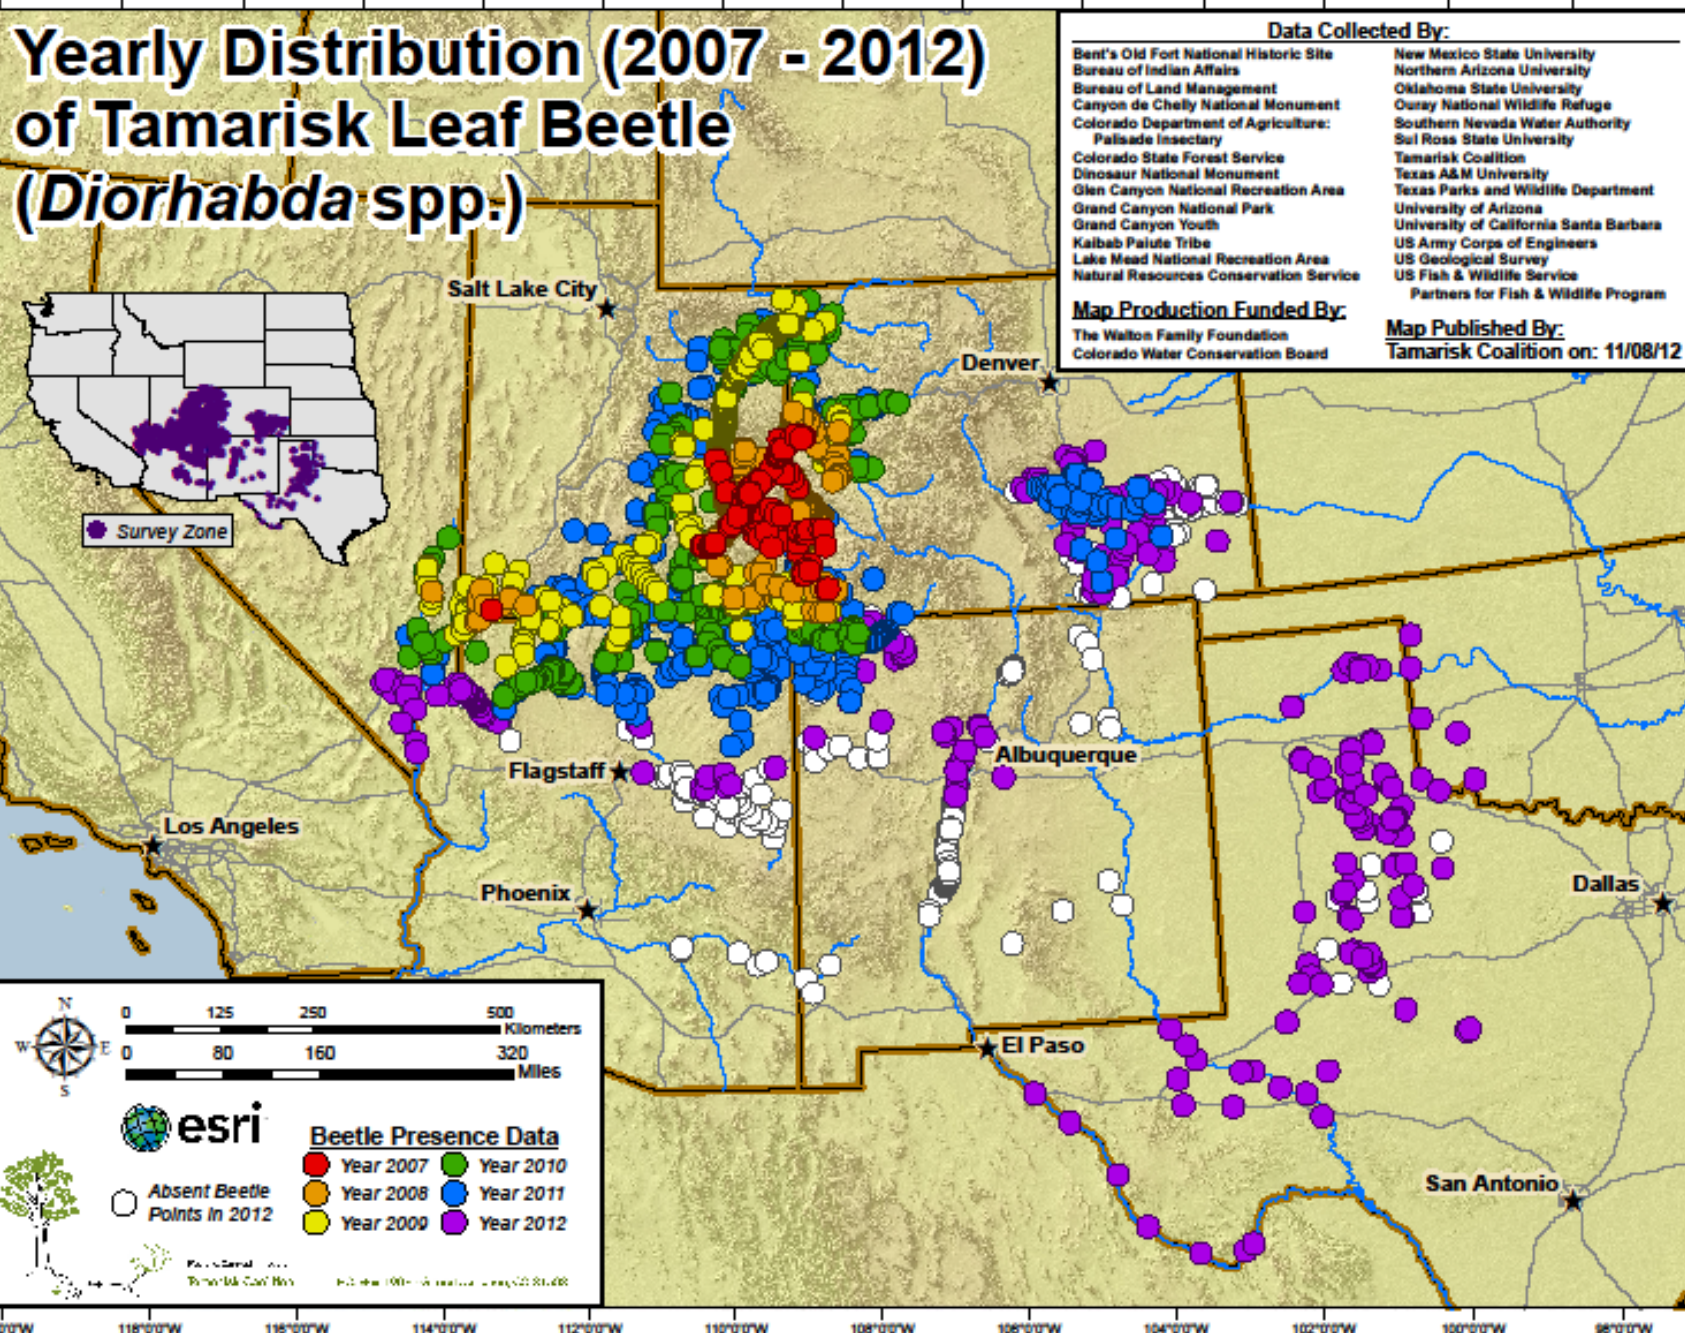 Yearly Distribution (2007 - 2012)
of Tamarisk Leaf Beetle
(Diorhabda spp.)
Data Collected By:
Bent's Old Fort National Historic Site
Bureau of Indian Affairs
Bureau of Land Management
Canyon de Chelly National Monument
Colorado Department of Agriculture:
Palisade Insectary
Colorado State Forest Service
Dinosaur National Monument
Glen Canyon National Recreation Area
Grand Canyon National Park
Grand Canyon Youth
Kaibab Paiute Tribe
Lake Mead National Recreation Area
Natural Resources Conservation Service
New Mexico State University
Northern Arizona University
Oklahoma State University
Ouray National Wildlife Refuge
Southern Nevada Water Authority
Sul Ross State University
Tamarisk Coalition
Texas A&M University
Texas Parks and Wildlife Department
University of Arizona
University of California Santa Barbara
US Army Corps of Engineers
US Geological Survey
US Fish & Wildlife Service
Partners for Fish & Wildlife Program
Map Production Funded By:
The Walton Family Foundation
Colorado Water Conservation Board
Map Published By:
Tamarisk Coalition on: 11/08/12
Salt Lake City
Denver
Survey Zone
Albuquerque
Flagstaff
Los Angeles
Phoenix
Dallas
El Paso
San Antonio
N
W E
S
0 125 250 500
Kilometers
0 80 160 320
Miles
esri
Beetle Presence Data
Year 2007
Year 2008
Year 2009
Year 2010
Year 2011
Year 2012
Absent Beetle
Points in 2012
Tamarisk Coalition
118°0'0"W 116°0'0"W 114°0'0"W 112°0'0"W 110°0'0"W 108°0'0"W 106°0'0"W 104°0'0"W 102°0'0"W 100°0'0"W 98°0'0"W